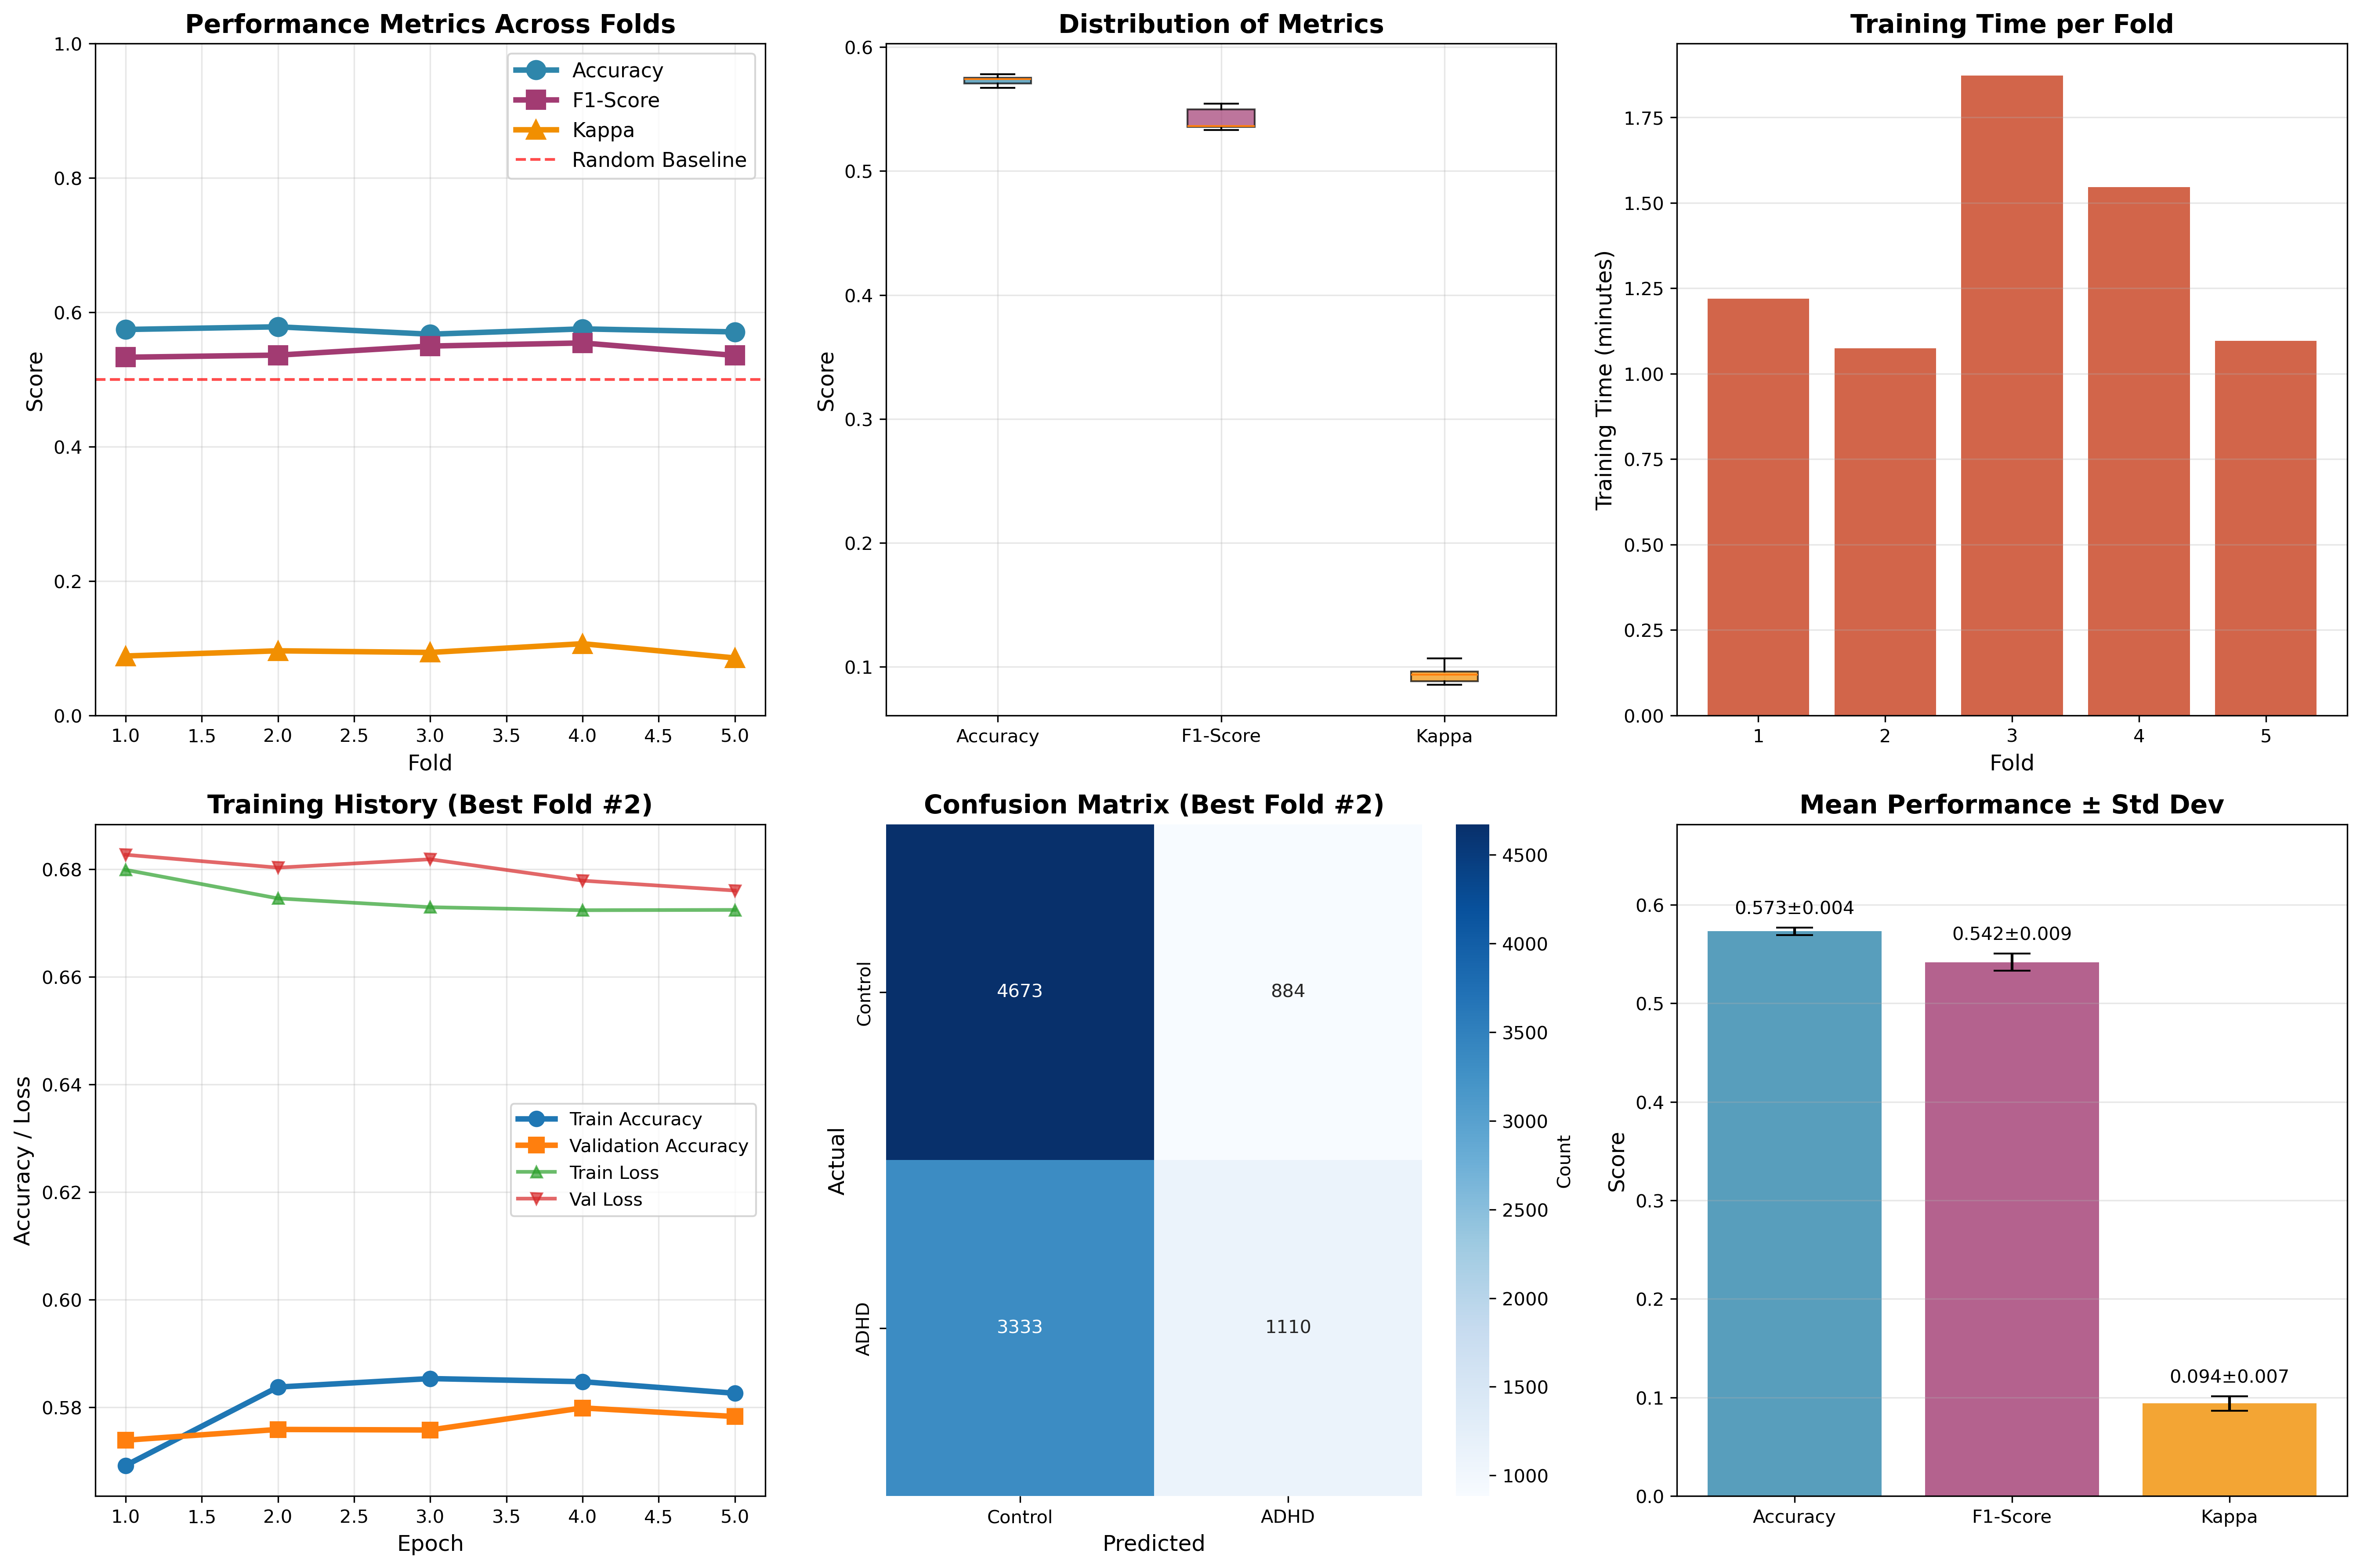 Performance Metrics Across Folds
Score
1.0
0.8
0.6
0.4
0.2
0.0
Accuracy
F1-Score
Kappa
Random Baseline
1.0 1.5 2.0 2.5 3.0 3.5 4.0 4.5 5.0
Fold
Distribution of Metrics
Score
0.6
0.5
0.4
0.3
0.2
0.1
Accuracy F1-Score Kappa
Training Time per Fold
Training Time (minutes)
1.75
1.50
1.25
1.00
0.75
0.50
0.25
0.00
1 2 3 4 5
Fold
Training History (Best Fold #2)
Accuracy / Loss
0.68
0.66
0.64
0.62
0.60
0.58
Train Accuracy
Validation Accuracy
Train Loss
Val Loss
1.0 1.5 2.0 2.5 3.0 3.5 4.0 4.5 5.0
Epoch
Confusion Matrix (Best Fold #2)
Actual
Control
ADHD
4673 884
3333 1110
Control ADHD
Predicted
4500
4000
3500
3000
2500
2000
1500
1000
Count
Mean Performance ± Std Dev
Score
0.6
0.5
0.4
0.3
0.2
0.1
0.0
0.573±0.004
0.542±0.009
0.094±0.007
Accuracy F1-Score Kappa